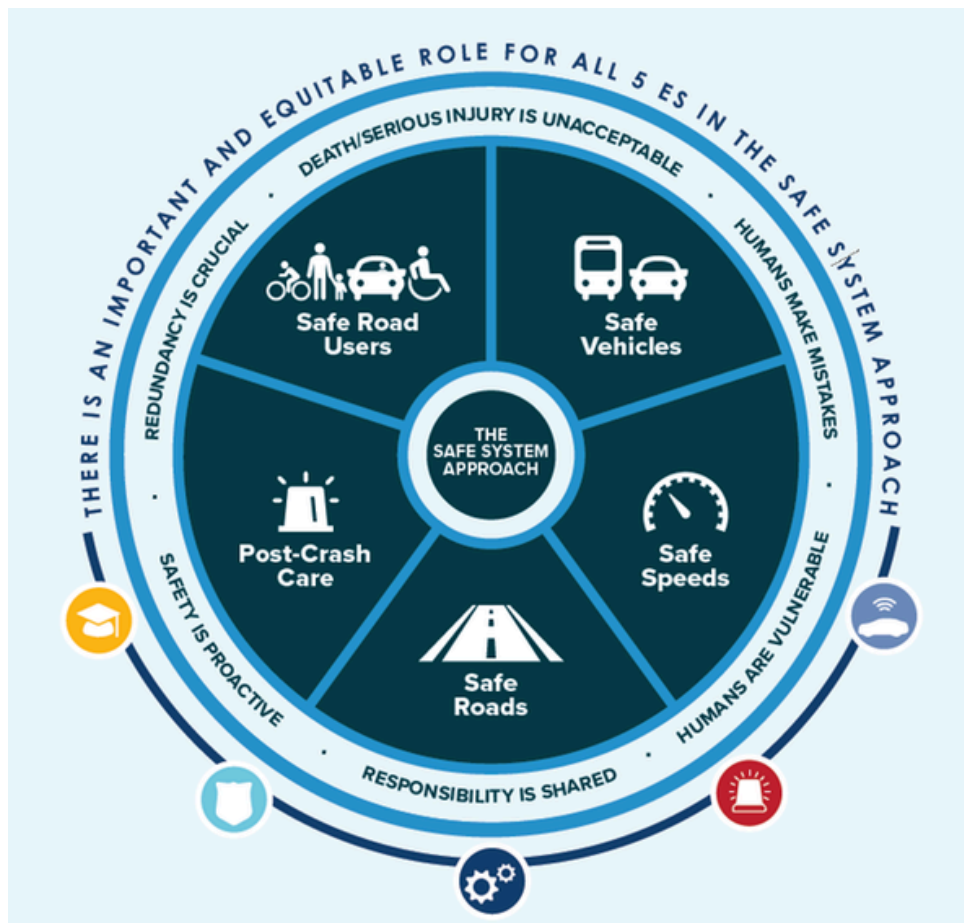 THERE IS AN IMPORTANT AND EQUITABLE ROLE FOR ALL 5 ES IN THE SAFE SYSTEM APPROACH
DEATH/SERIOUS INJURY IS UNACCEPTABLE
HUMANS MAKE MISTAKES
HUMANS ARE VULNERABLE
RESPONSIBILITY IS SHARED
SAFETY IS PROACTIVE
REDUNDANCY IS CRUCIAL
Safe Road
Users
Safe
Vehicles
THE
SAFE SYSTEM
APPROACH
Post-Crash
Care
Safe
Speeds
Safe
Roads